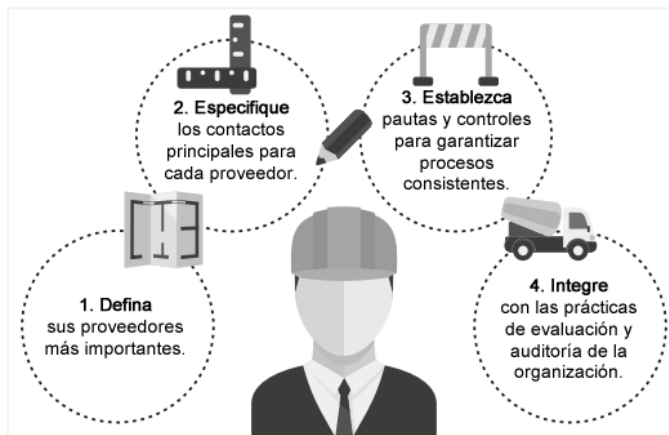 1. Defina
sus proveedores
más importantes.
2. Especifique
los contactos
principales para
cada proveedor.
3. Establezca
pautas y controles
para garantizar
procesos
consistentes.
4. Integre
con las prácticas
de evaluación y
auditoría de la
organización.